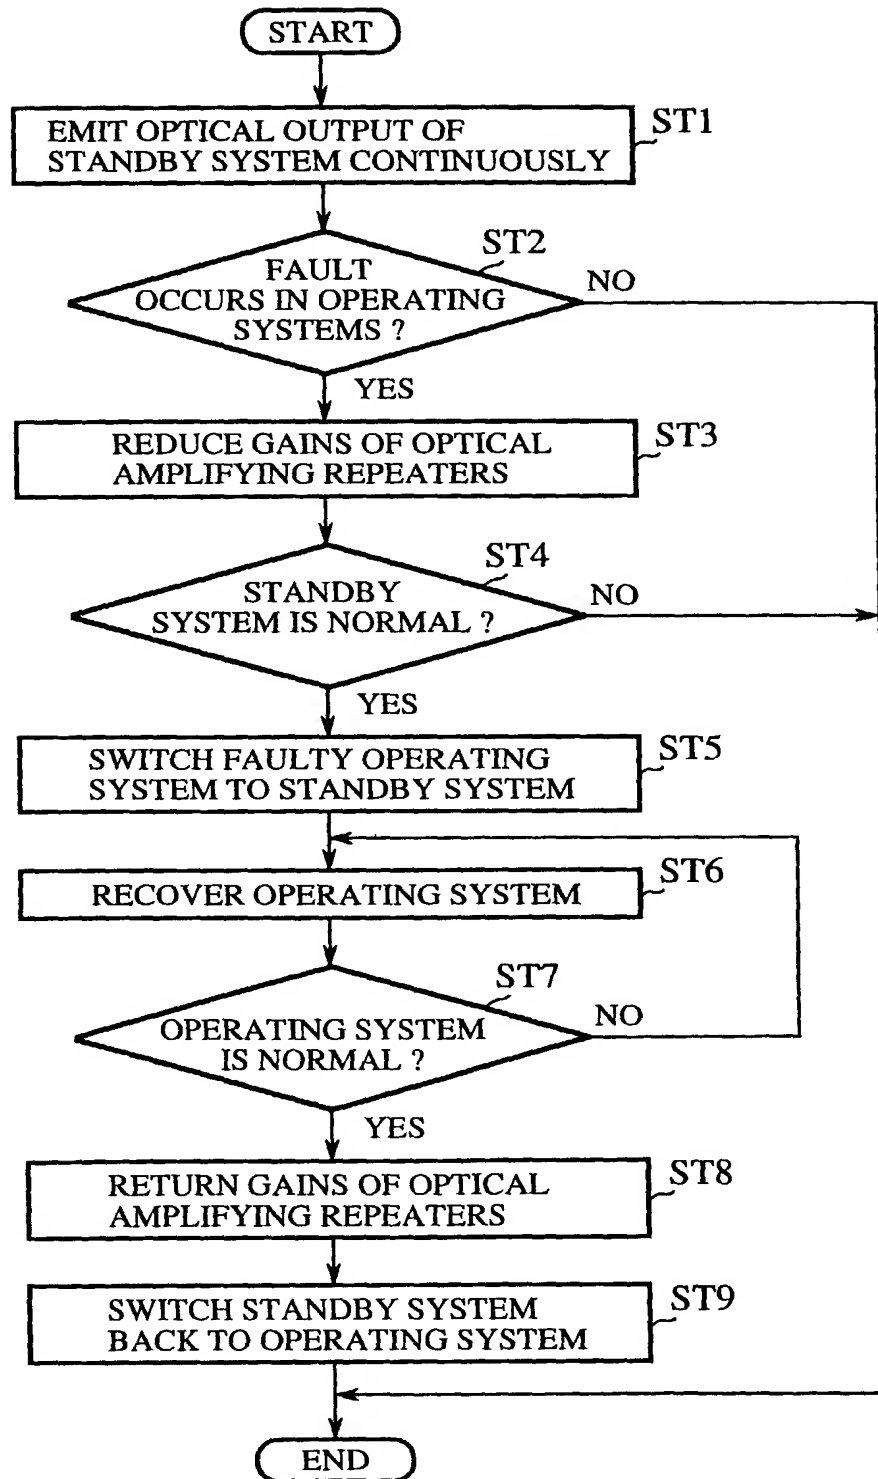 START
EMIT OPTICAL OUTPUT OF
STANDBY SYSTEM CONTINUOUSLY
ST1
FAULT
OCCURS IN OPERATING
SYSTEMS ?
ST2
NO
YES
REDUCE GAINS OF OPTICAL
AMPLIFYING REPEATERS
ST3
STANDBY
SYSTEM IS NORMAL ?
ST4
NO
YES
SWITCH FAULTY OPERATING
SYSTEM TO STANDBY SYSTEM
ST5
RECOVER OPERATING SYSTEM
ST6
OPERATING SYSTEM
IS NORMAL ?
ST7
NO
YES
RETURN GAINS OF OPTICAL
AMPLIFYING REPEATERS
ST8
SWITCH STANDBY SYSTEM
BACK TO OPERATING SYSTEM
ST9
END